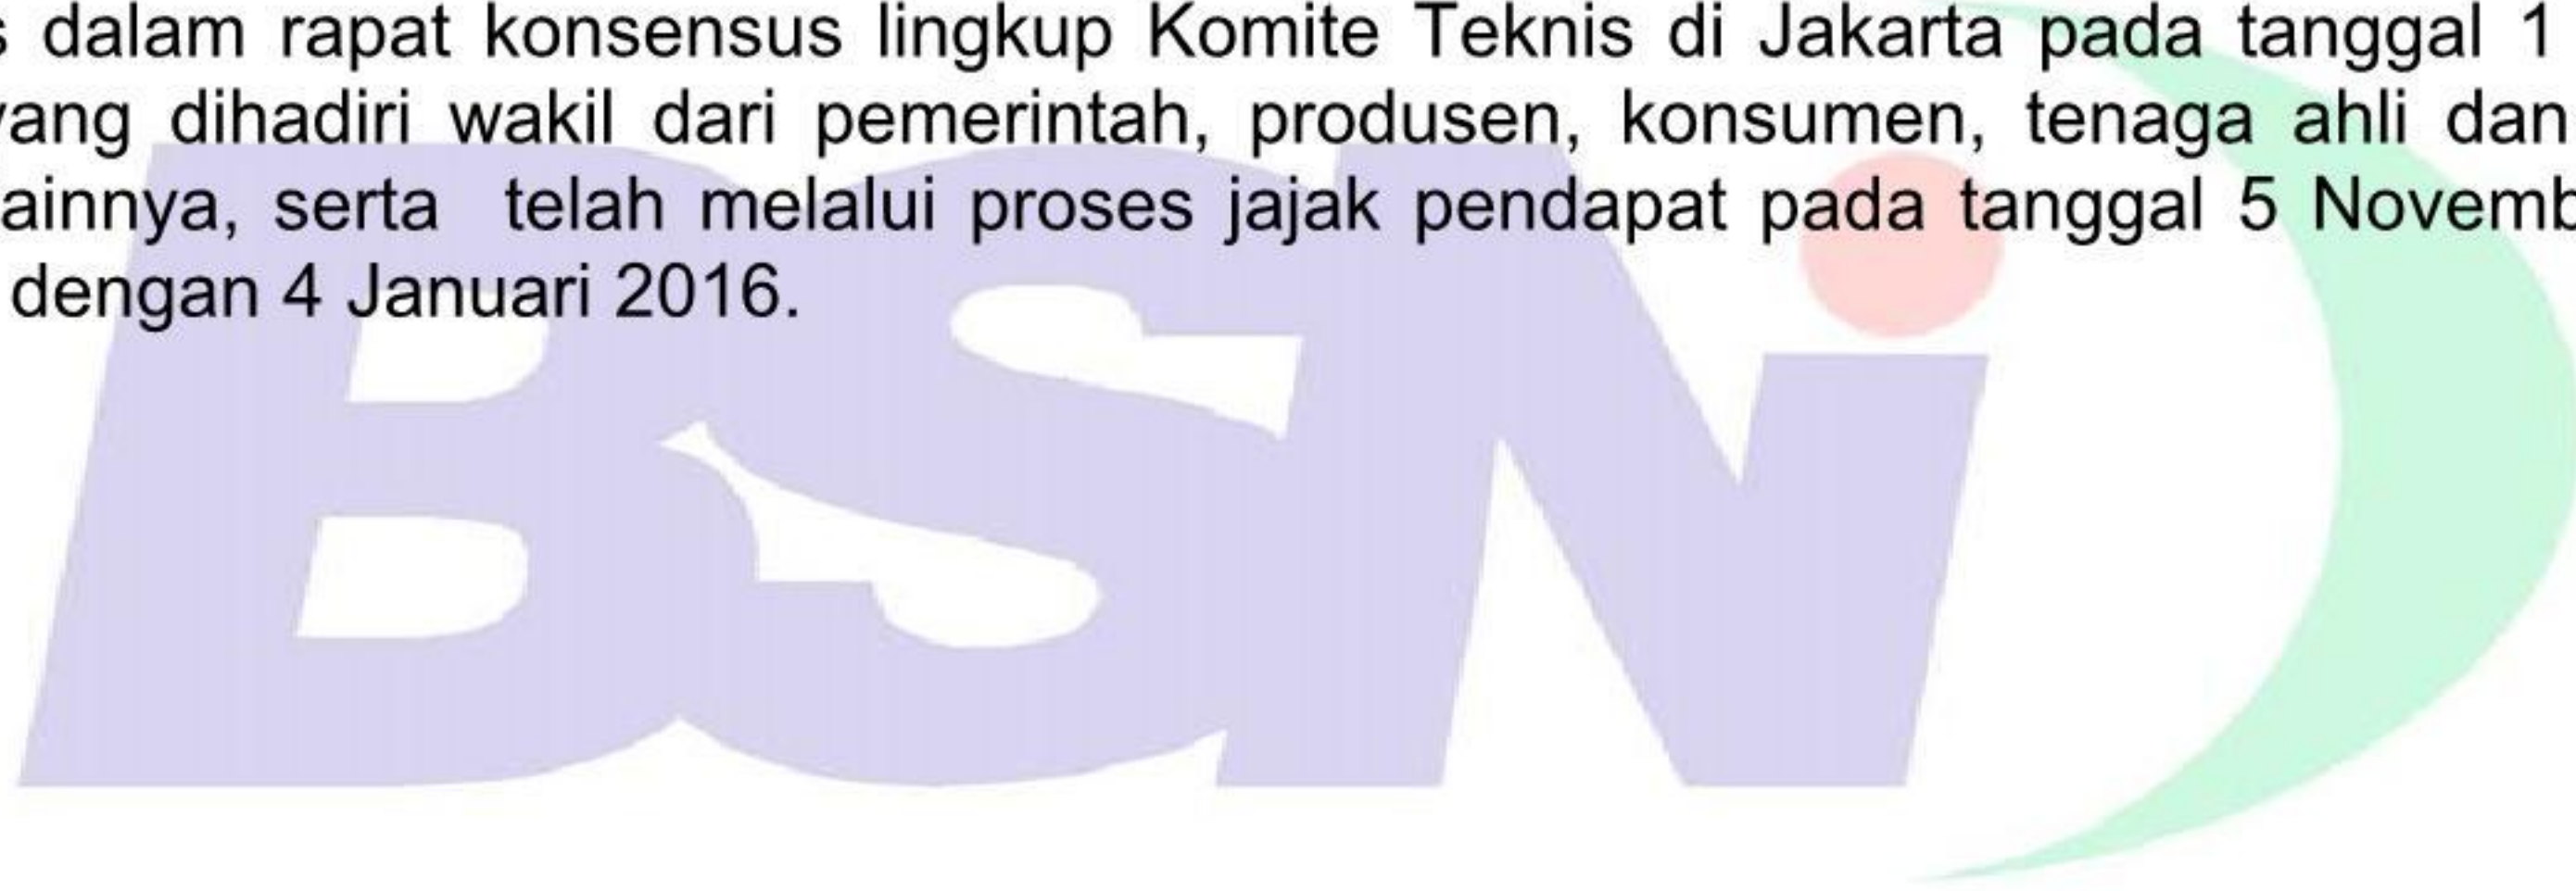 dalam rapat konsensus lingkup Komite Teknis di Jakarta pada tanggal 1
yang dihadiri wakil dari pemerintah, produsen, konsumen, tenaga ahli dan
ainnya, serta telah melalui proses jajak pendapat pada tanggal 5 Novemb
dengan 4 Januari 2016.
BSN